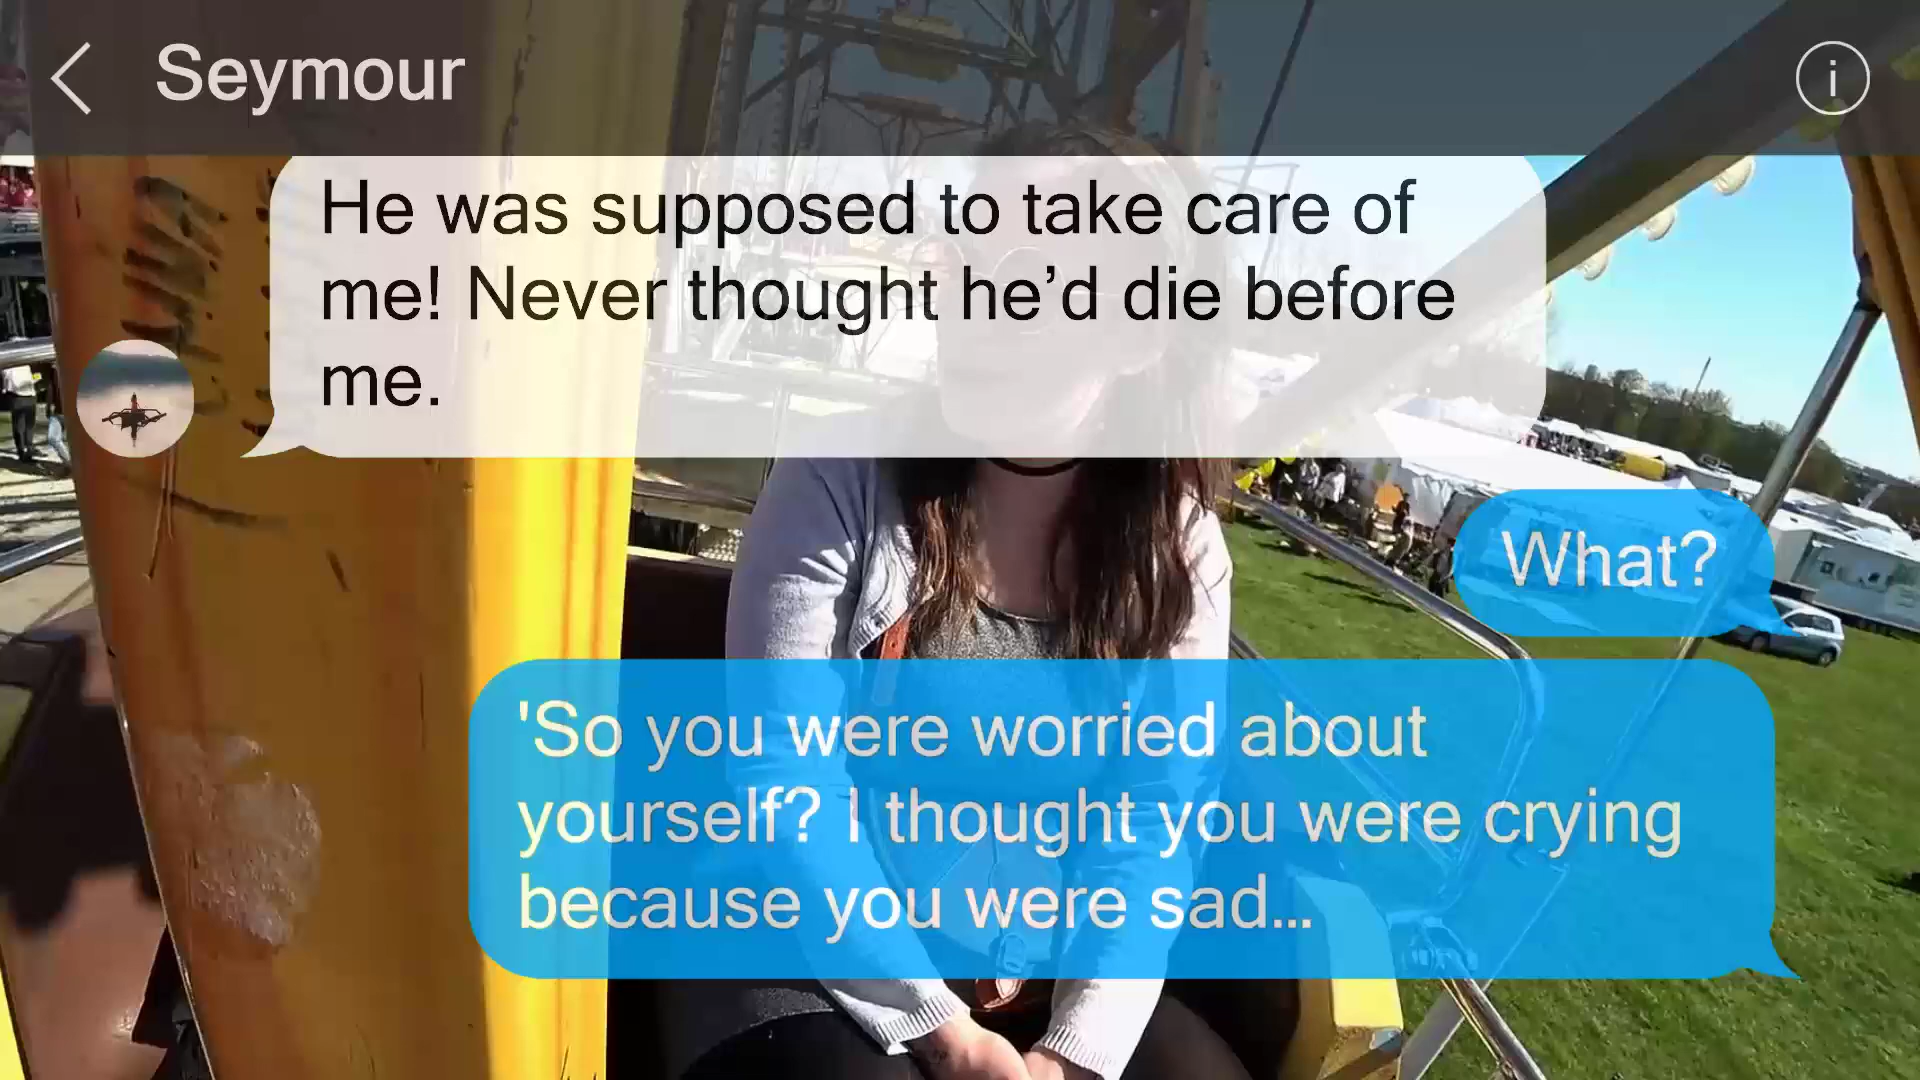 Seymour
i
He was supposed to take care of
me! Never thought he’d die before
me.
What?
'So you were worried about
yourself? I thought you were crying
because you were sad...